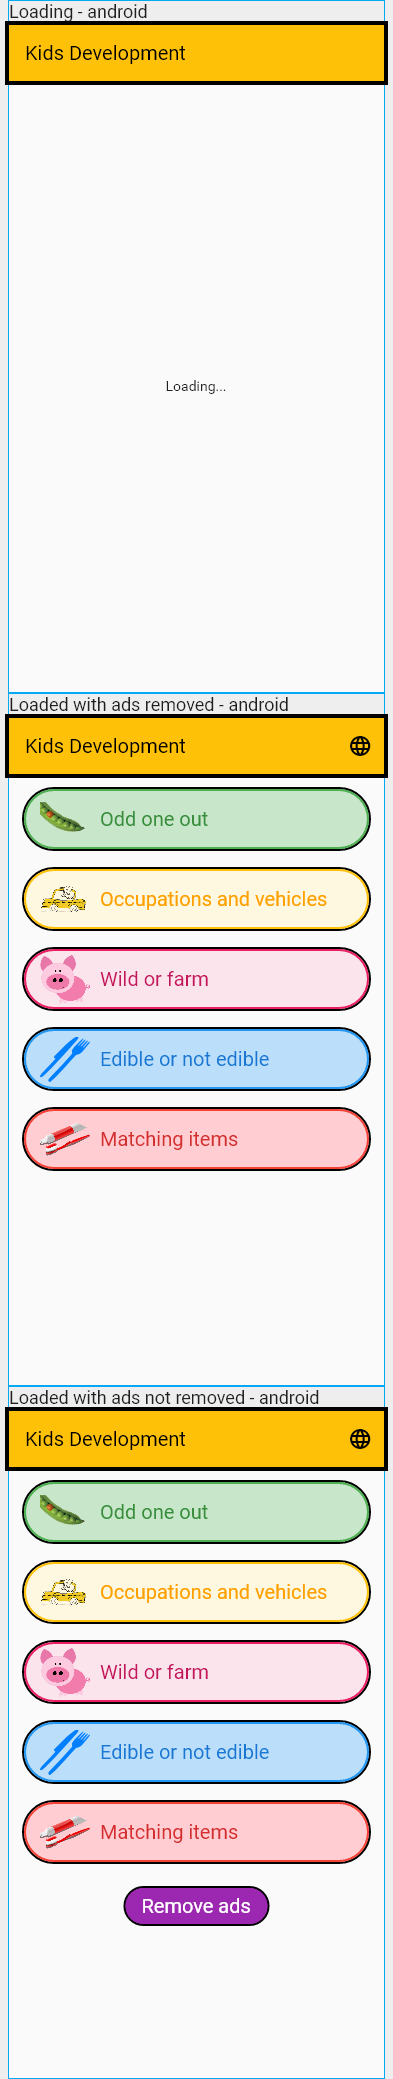 Loading - android
Kids Development
Loading...
Loaded with ads removed - android
Kids Development
Odd one out
Occupations and vehicles
Wild or farm
Edible or not edible
Matching items
Loaded with ads not removed - android
Kids Development
Odd one out
Occupations and vehicles
Wild or farm
Edible or not edible
Matching items
Remove ads